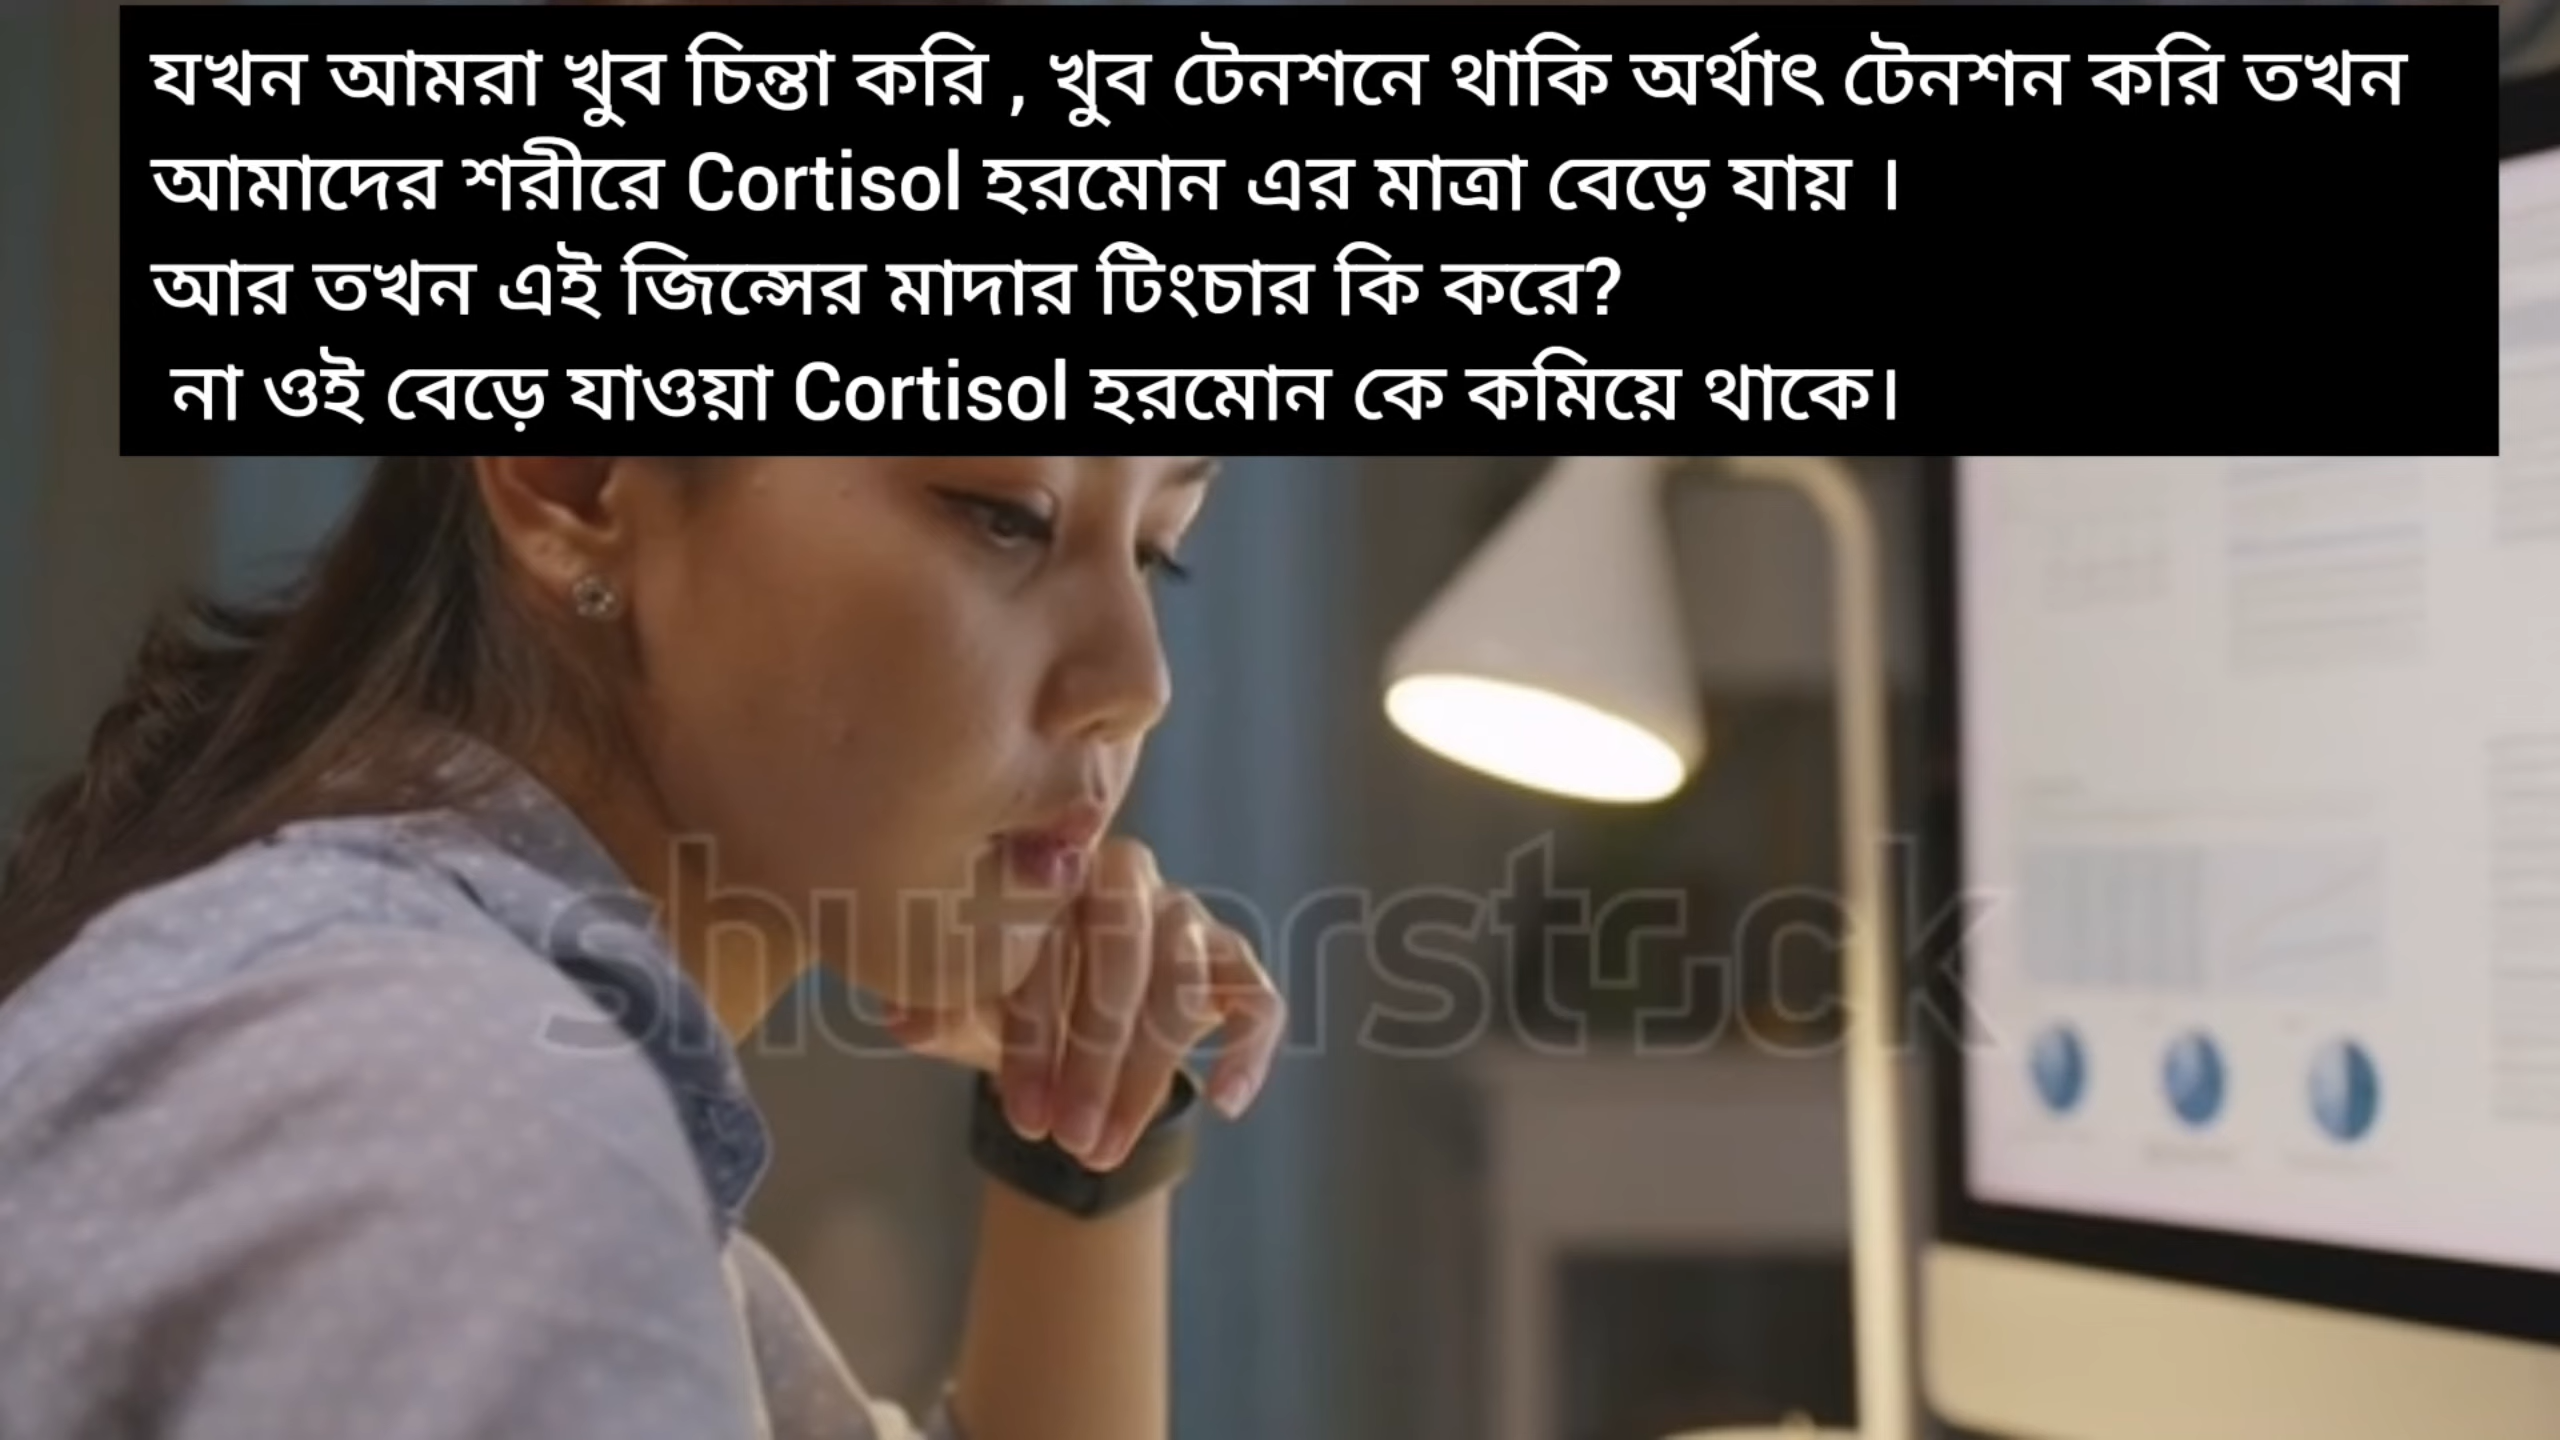 যখন আমরা খুব চিন্তা করি , খুব টেনশনে থাকি অর্থাৎ টেনশন করি তখন
আমাদের শরীরে Cortisol হরমোন এর মাত্রা বেড়ে যায় ।
আর তখন এই জিন্সের মাদার টিংচার কি করে?
না ওই বেড়ে যাওয়া Cortisol হরমোন কে কমিয়ে থাকে।
shutterstock